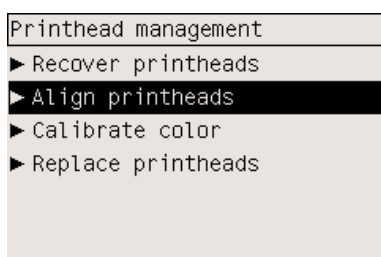 Printhead management
Recover printheads
Align printheads
Calibrate color
Replace printheads